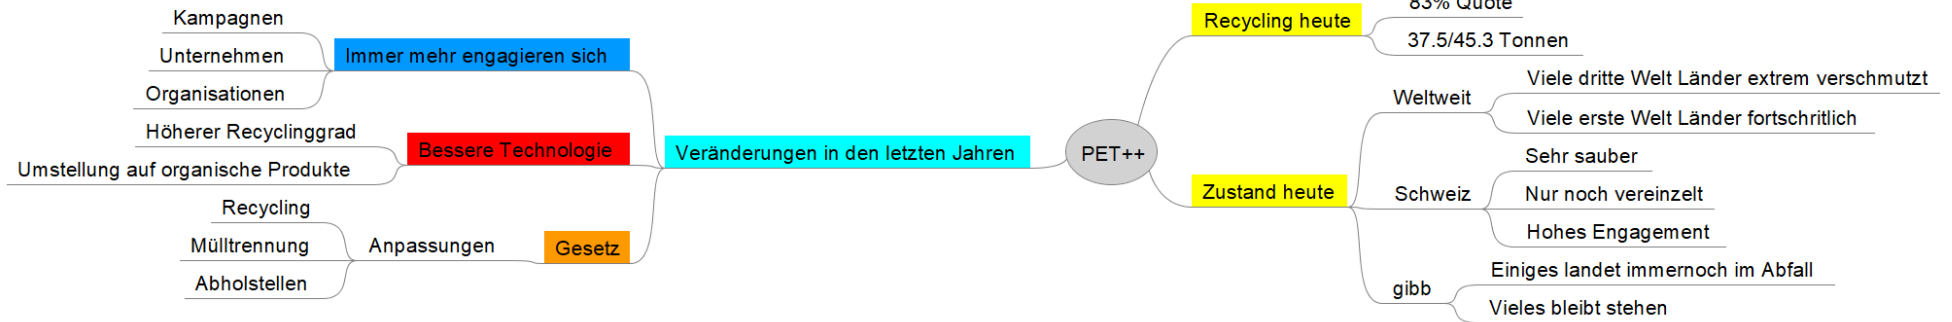 Kampagnen
Unternehmen
Organisationen
Immer mehr engagieren sich
Höherer Recyclinggrad
Umstellung auf organische Produkte
Bessere Technologie
Recycling
Mülltrennung
Abholstellen
Anpassungen
Gesetz
Veränderungen in den letzten Jahren
PET++
Recycling heute
83% Quote
37.5/45.3 Tonnen
Zustand heute
Weltweit
Viele dritte Welt Länder extrem verschmutzt
Viele erste Welt Länder fortschritlich
Schweiz
Sehr sauber
Nur noch vereinzelt
Hohes Engagement
gibb
Einiges landet immernoch im Abfall
Vieles bleibt stehen